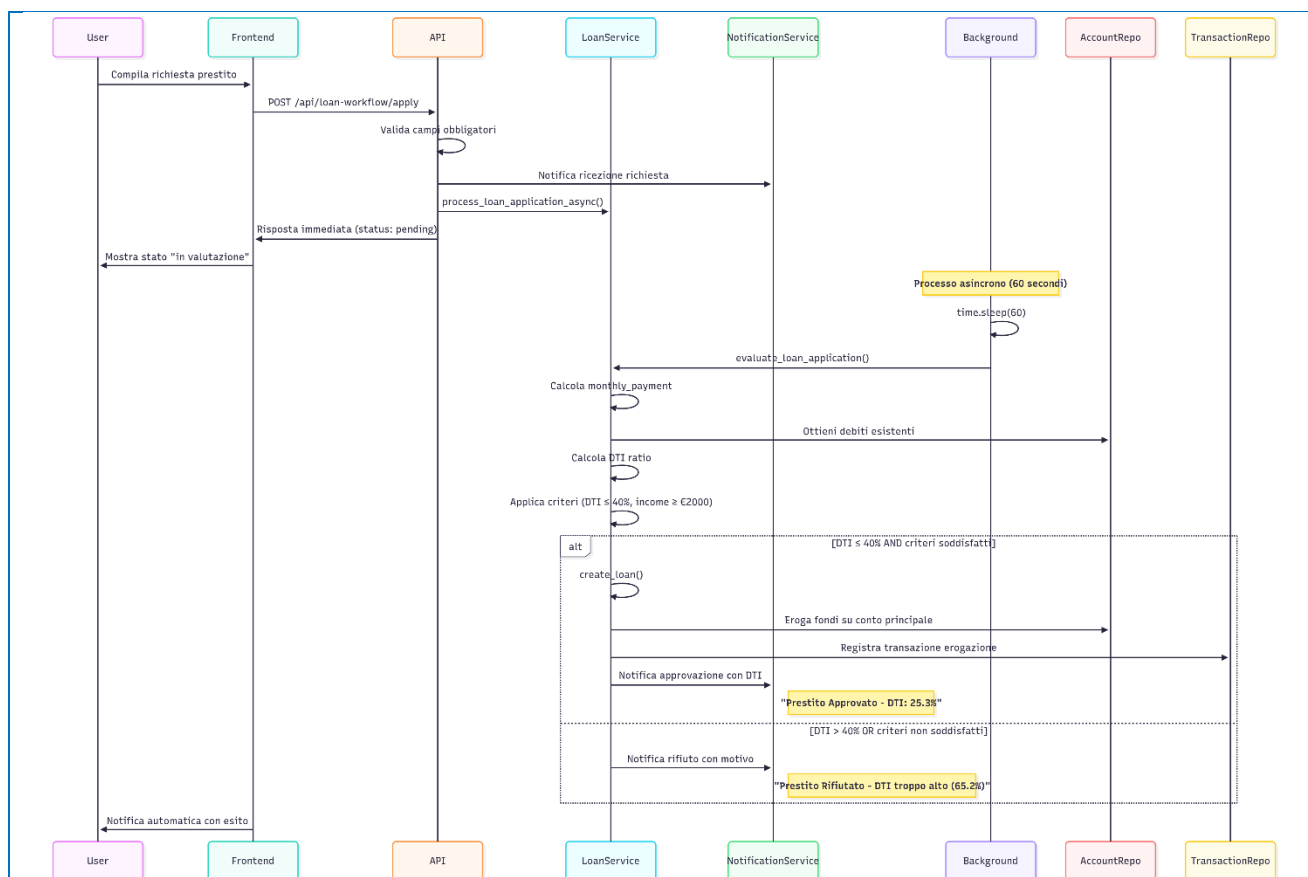 User
Frontend
API
LoanService
NotificationService
Background
AccountRepo
TransactionRepo
Compila richiesta prestito
POST /api/loan-workflow/apply
Valida campi obbligatori
Notifica ricezione richiesta
process_loan_application_async()
Risposta immediata (status: pending)
Mostra stato "in valutazione"
Processo asincrono (60 secondi)
time.sleep(60)
evaluate_loan_application()
Calcola monthly_payment
Ottieni debiti esistenti
Calcola DTI ratio
Applica criteri (DTI ≤ 40%, income ≥ €2000)
alt
[DTI ≤ 40% AND criteri soddisfatti]
create_loan()
Eroga fondi su conto principale
Registra transazione erogazione
Notifica approvazione con DTI
"Prestito Approvato - DTI: 25.3%"
[DTI > 40% OR criteri non soddisfatti]
Notifica rifiuto con motivo
"Prestito Rifiutato - DTI troppo alto (65.2%)"
Notifica automatica con esito
User
Frontend
API
LoanService
NotificationService
Background
AccountRepo
TransactionRepo